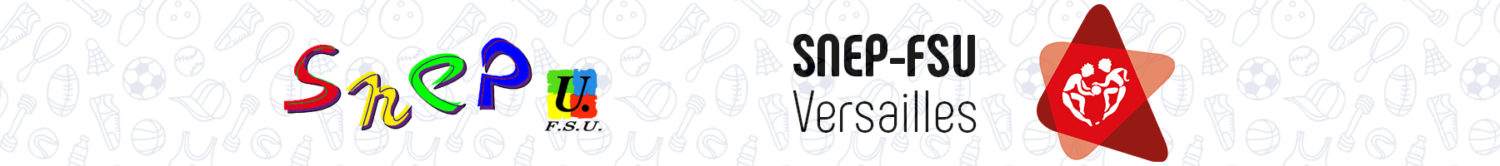 SnEP
U.
F.S.U.
SNEP-FSU
Versailles